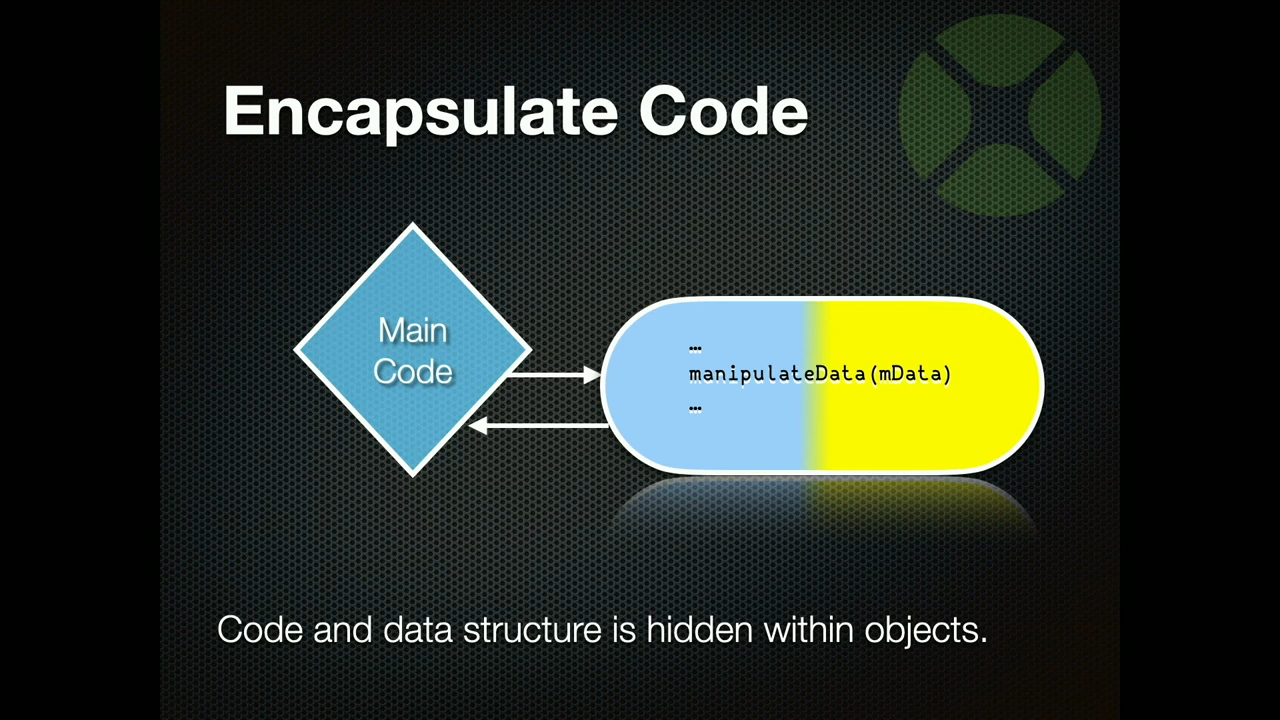 Encapsulate Code
Main
Code
…
manipulateData(mData)
…
Code and data structure is hidden within objects.